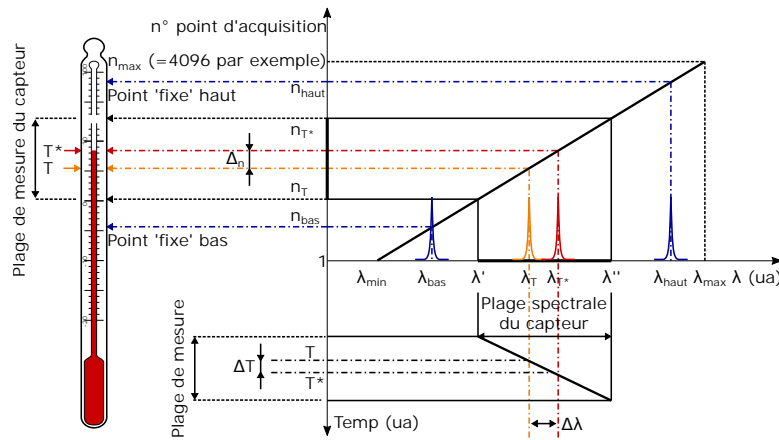 n° point d'acquisition
n_max (=4096 par exemple)
n_haut
Point 'fixe' haut
n_T*
T*
Δ_n
T
n_T
n_bas
Point 'fixe' bas
Plage de mesure du capteur
1
λ_min
λ_bas
λ'
λ_T
λ_T*
λ''
λ_haut
λ_max
λ (ua)
Plage spectrale
du capteur
Plage de mesure
T
ΔT
T*
Temp (ua)
Δλ